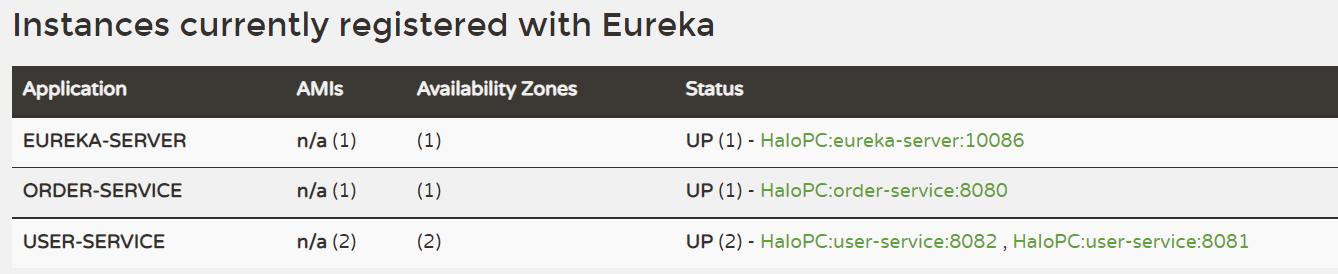 Instances currently registered with Eureka
Application AMIs Availability Zones Status
EUREKA-SERVER n/a (1) (1) UP (1) - HaloPC:eureka-server:10086
ORDER-SERVICE n/a (1) (1) UP (1) - HaloPC:order-service:8080
USER-SERVICE n/a (2) (2) UP (2) - HaloPC:user-service:8082 , HaloPC:user-service:8081